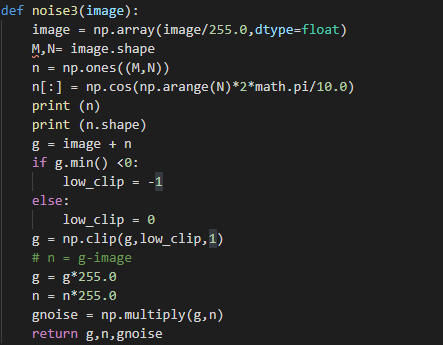 def noise3(image):
    image = np.array(image/255.0,dtype=float)
    M,N= image.shape
    n = np.ones((M,N))
    n[:] = np.cos(np.arange(N)*2*math.pi/10.0)
    print (n)
    print (n.shape)
    g = image + n
    if g.min() <0:
        low_clip = -1
    else:
        low_clip = 0
    g = np.clip(g,low_clip,1)
    # n = g-image
    g = g*255.0
    n = n*255.0
    gnoise = np.multiply(g,n)
    return g,n,gnoise